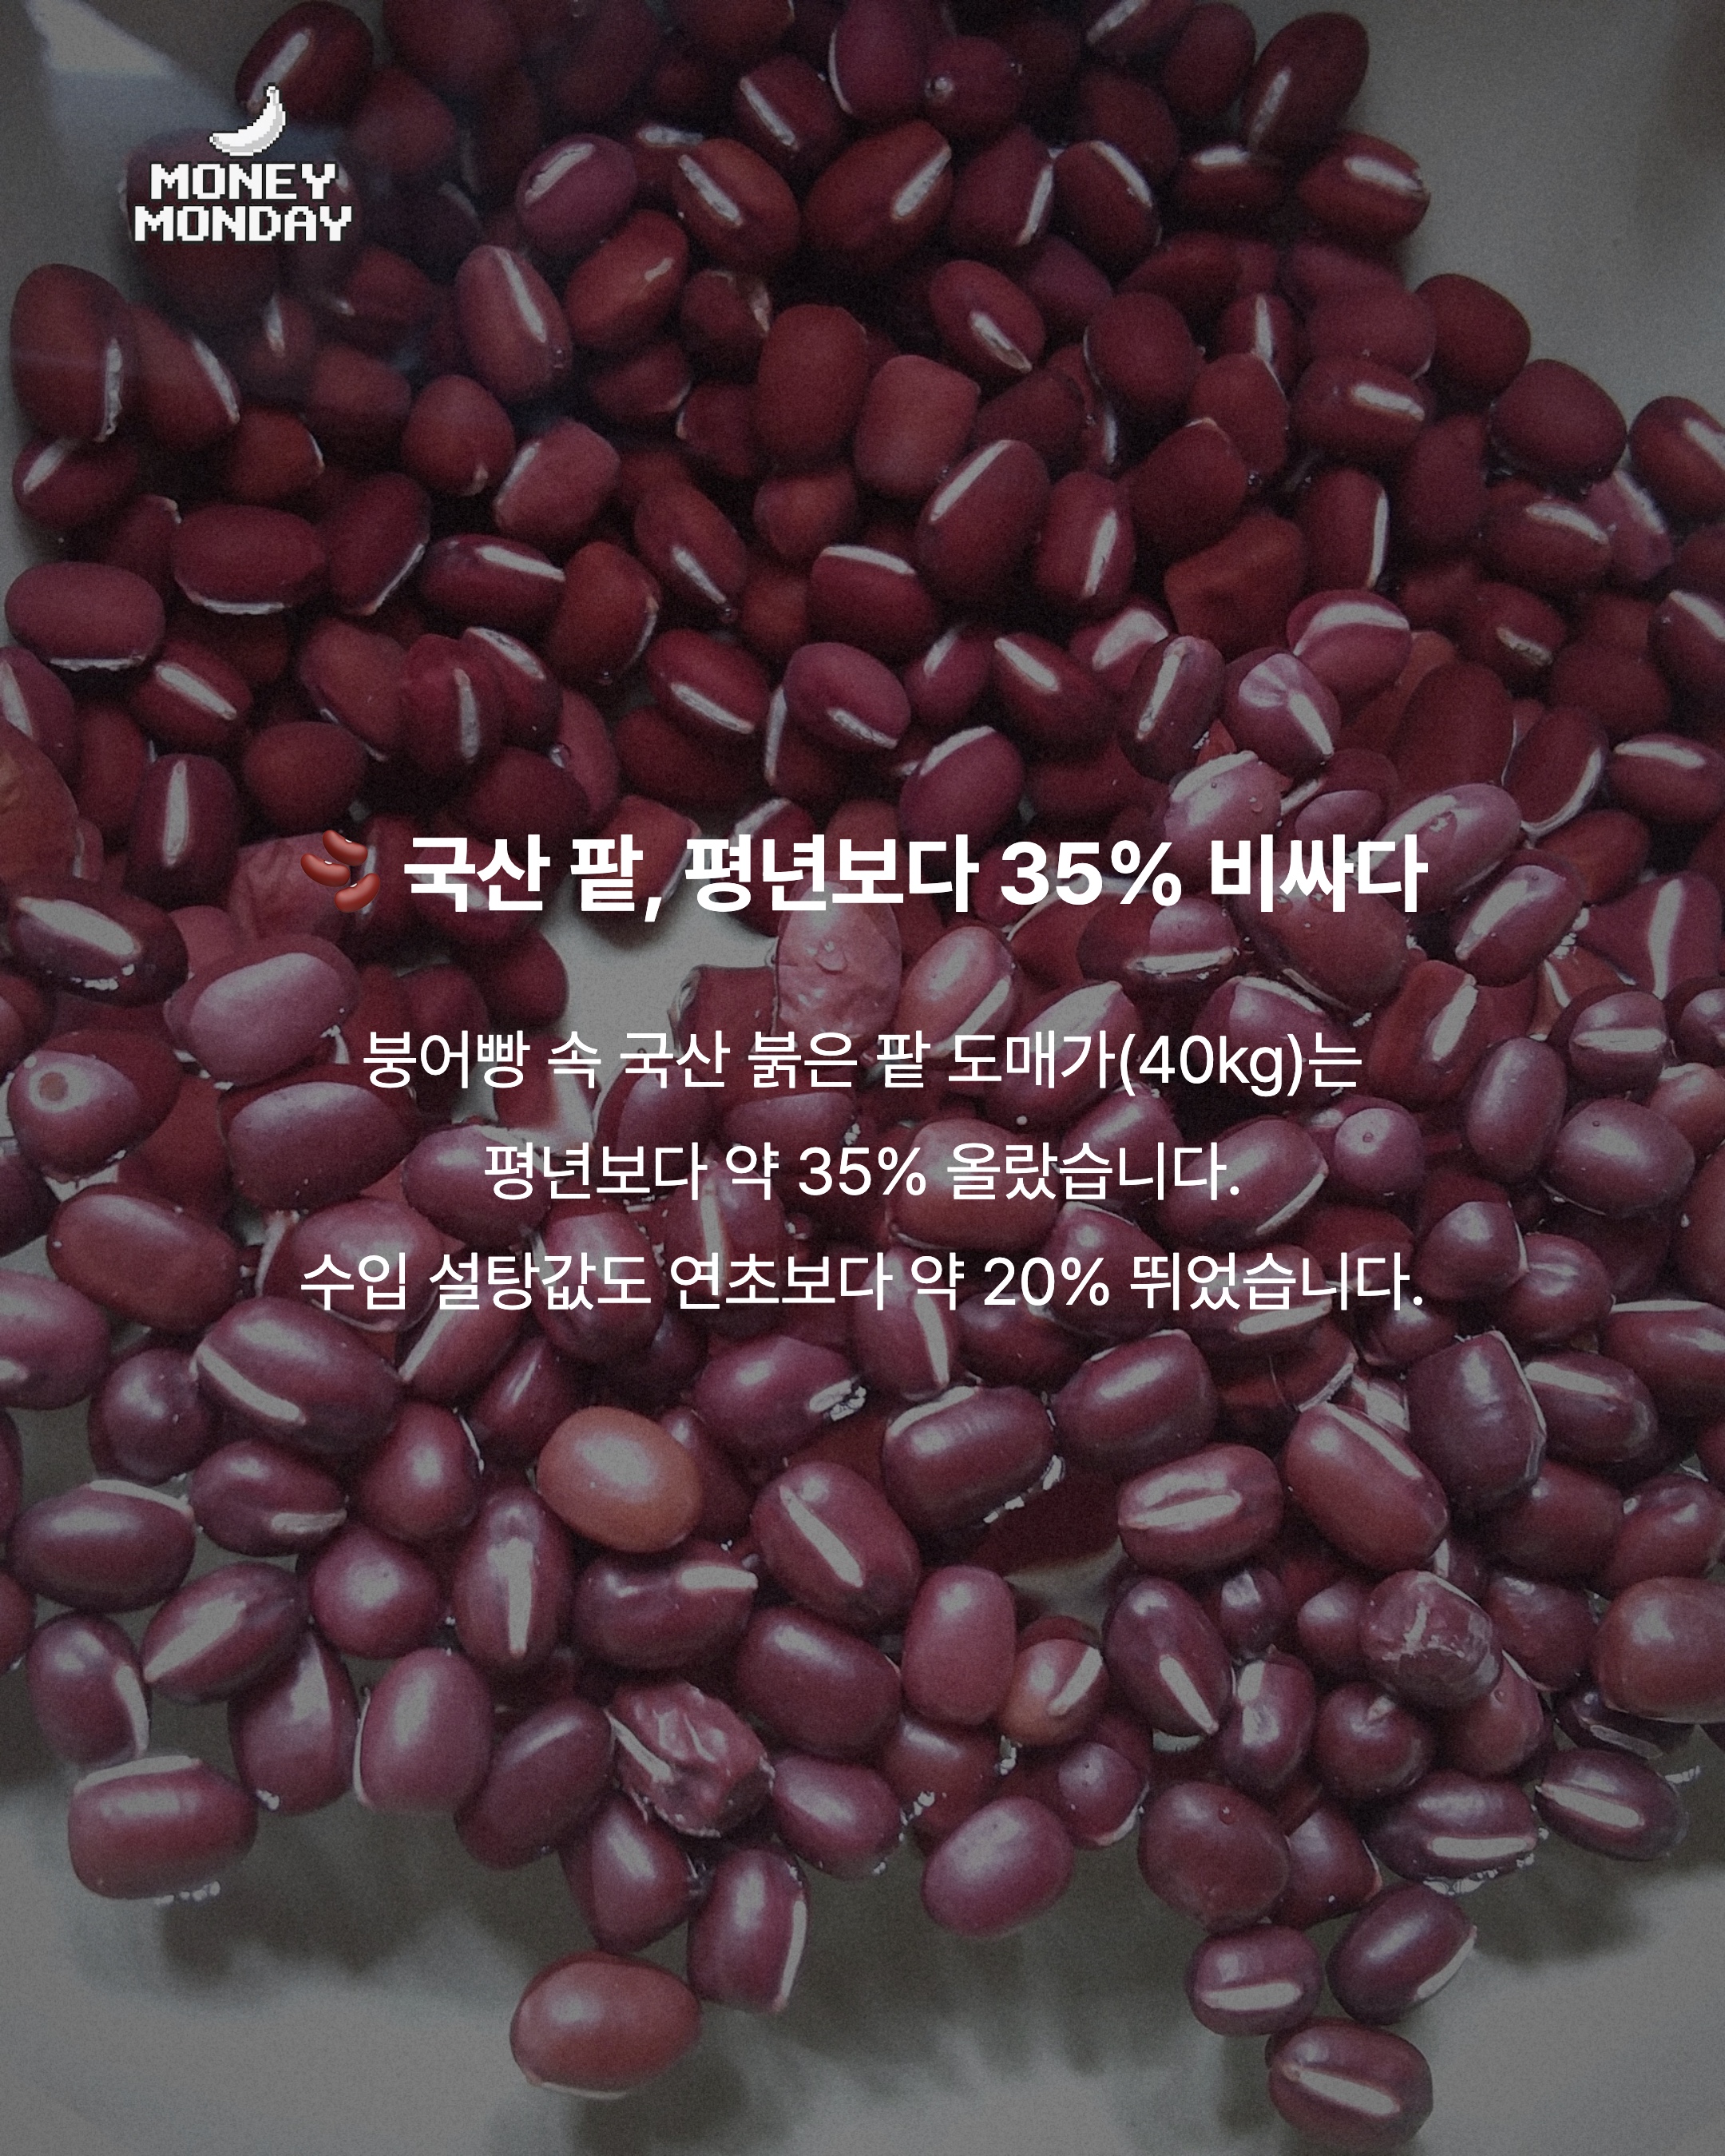 MONEY
MONDAY
🫘 국산 팥, 평년보다 35% 비싸다
붕어빵 속 국산 붉은 팥 도매가(40kg)는
평년보다 약 35% 올랐습니다.
수입 설탕값도 연초보다 약 20% 뛰었습니다.